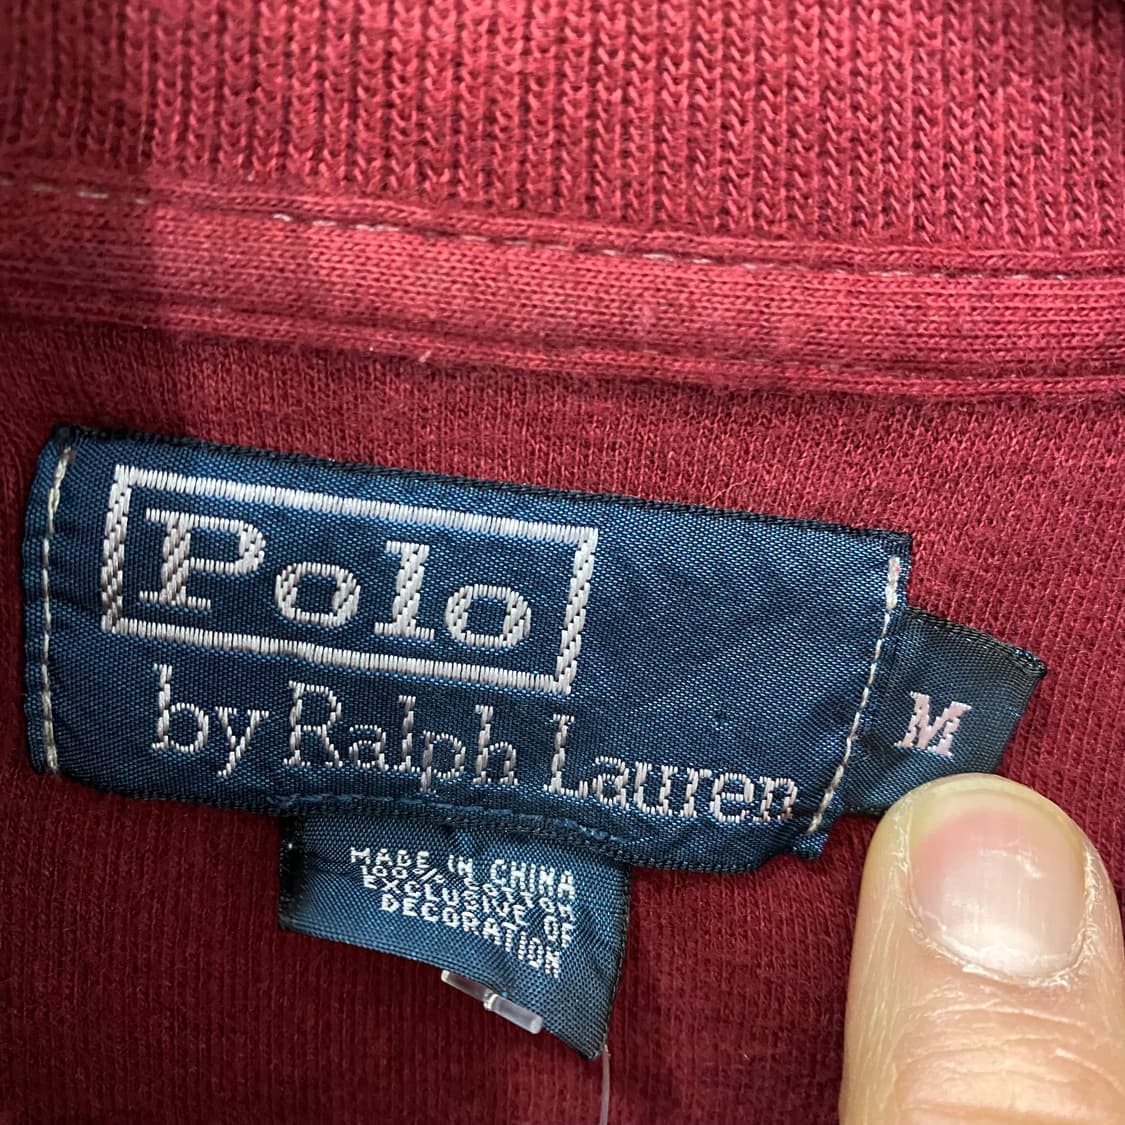 Polo
by Ralph Lauren
M
MADE IN CHINA
100% COTTON
EXCLUSIVE OF
DECORATION